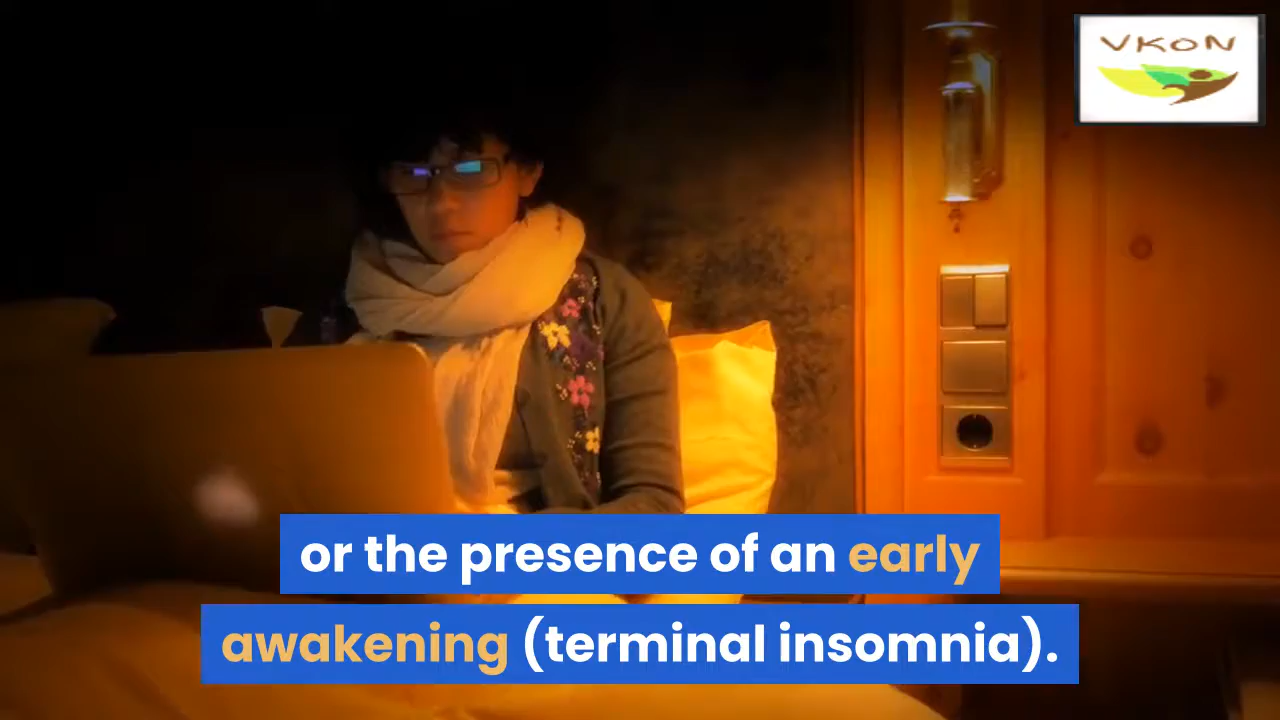 VKON
or the presence of an early
awakening (terminal insomnia).